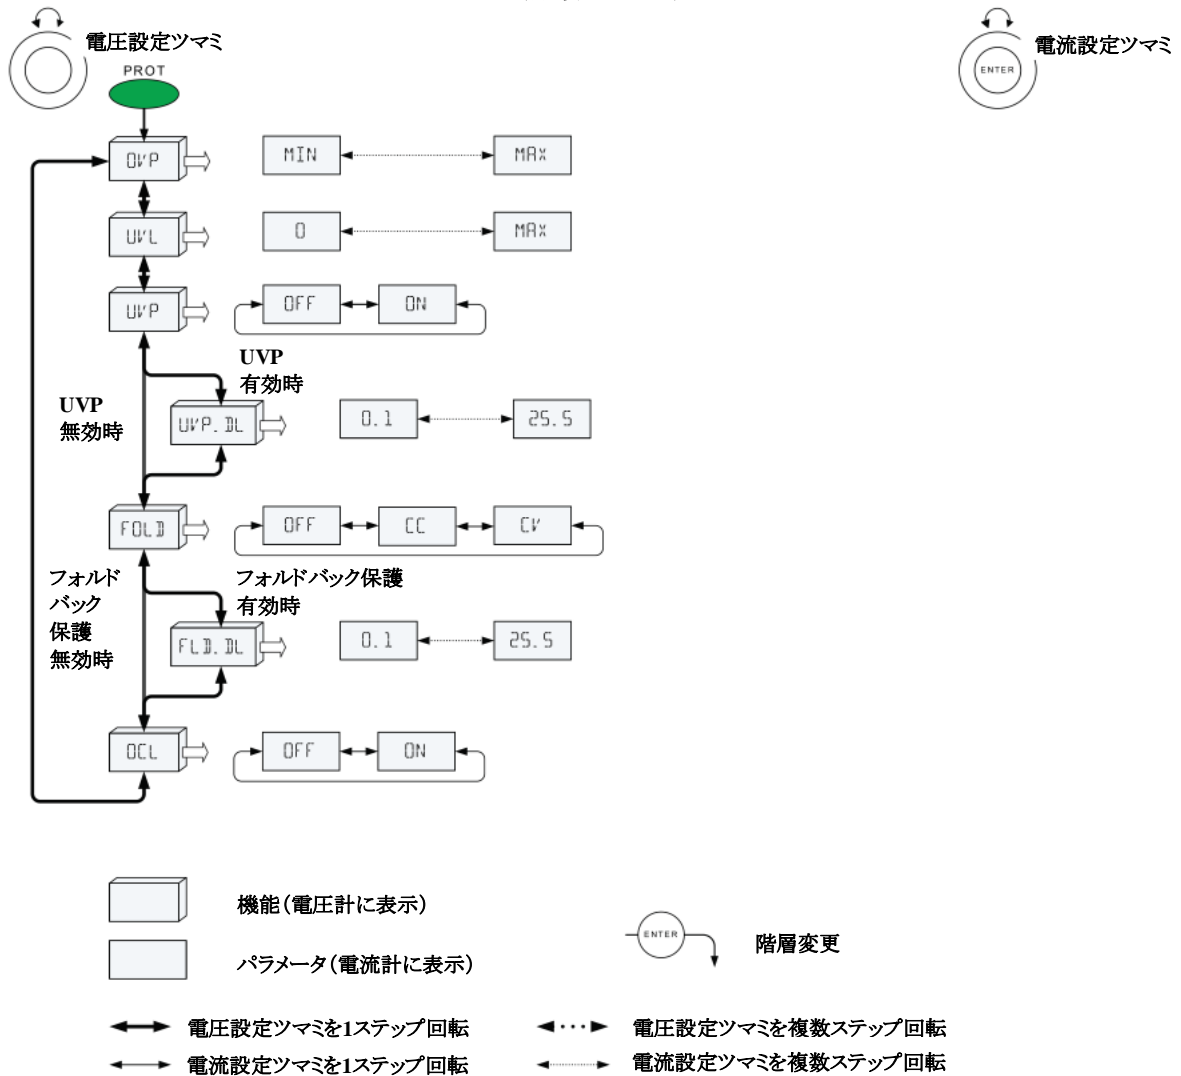 電圧設定ツマミ
電流設定ツマミ
PROT
ENTER
OVP
MIN
MAX
UVL
0
MAX
UVP
OFF
ON
UVP
有効時
UVP
無効時
UVP.DL
0.1
25.5
FOLD
OFF
CC
CV
フォルド
バック
保護
無効時
フォルドバック保護
有効時
FLD.DL
0.1
25.5
OCL
OFF
ON
機能(電圧計に表示)
ENTER
階層変更
パラメータ(電流計に表示)
電圧設定ツマミを1ステップ回転
電圧設定ツマミを複数ステップ回転
電流設定ツマミを1ステップ回転
電流設定ツマミを複数ステップ回転